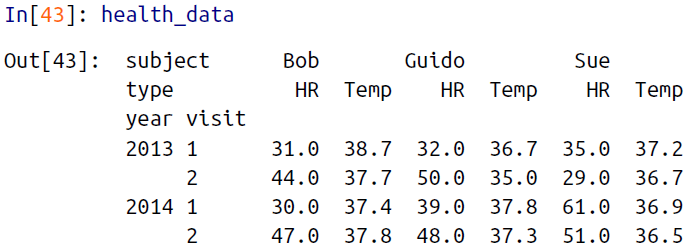 In[43]: health_data
Out[43]: subject Bob Guido Sue
type HR Temp HR Temp HR Temp
year visit
2013 1 31.0 38.7 32.0 36.7 35.0 37.2
2 44.0 37.7 50.0 35.0 29.0 36.7
2014 1 30.0 37.4 39.0 37.8 61.0 36.9
2 47.0 37.8 48.0 37.3 51.0 36.5